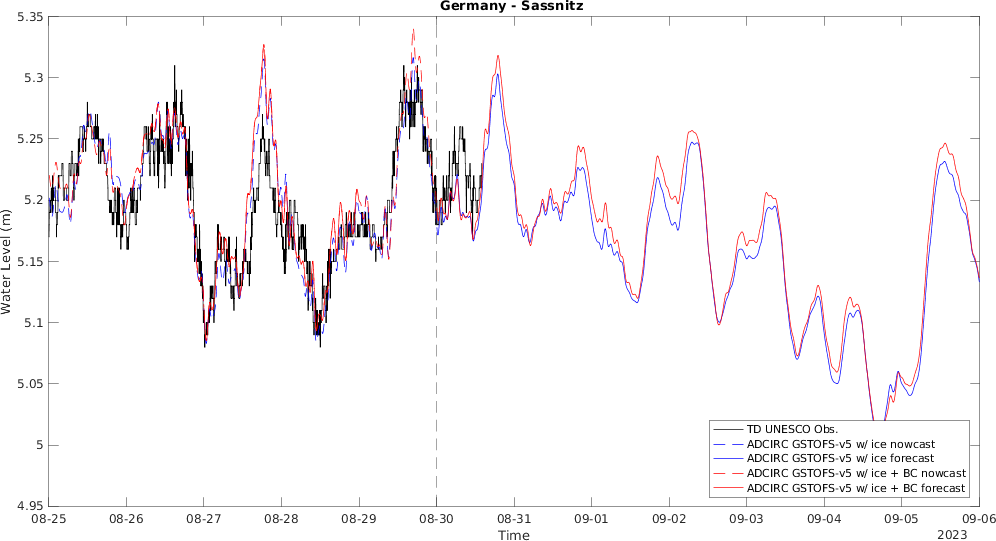 Germany - Sassnitz
5.35
5.3
5.25
5.2
5.15
5.1
5.05
5
4.95
Water Level (m)
TD UNESCO Obs.
ADCIRC GSTOFS-v5 w/ ice nowcast
ADCIRC GSTOFS-v5 w/ ice forecast
ADCIRC GSTOFS-v5 w/ ice + BC nowcast
ADCIRC GSTOFS-v5 w/ ice + BC forecast
08-25 08-26 08-27 08-28 08-29 08-30 08-31 09-01 09-02 09-03 09-04 09-05 09-06
Time
2023